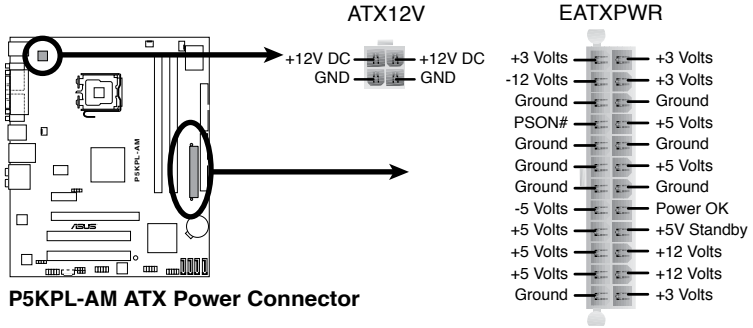 ATX12V
EATXPWR
+12V DC +12V DC
GND GND
+3 Volts +3 Volts
-12 Volts +3 Volts
Ground Ground
PSON# +5 Volts
Ground Ground
Ground +5 Volts
Ground Ground
-5 Volts Power OK
+5 Volts +5V Standby
+5 Volts +12 Volts
+5 Volts +12 Volts
Ground +3 Volts
P5KPL-AM
ASUS
P5KPL-AM ATX Power Connector